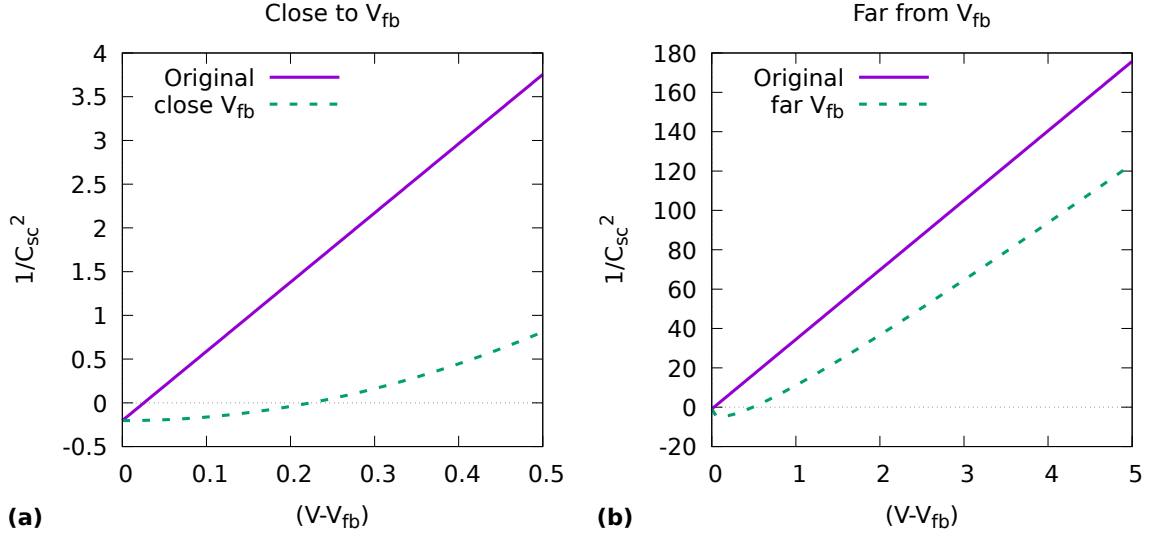 Close to V_fb
1/C_sc^2
4
3.5
3
2.5
2
1.5
1
0.5
0
-0.5
Original
close V_fb
0 0.1 0.2 0.3 0.4 0.5
(a) (V-V_fb)
Far from V_fb
1/C_sc^2
180
160
140
120
100
80
60
40
20
0
-20
Original
far V_fb
0 1 2 3 4 5
(b) (V-V_fb)